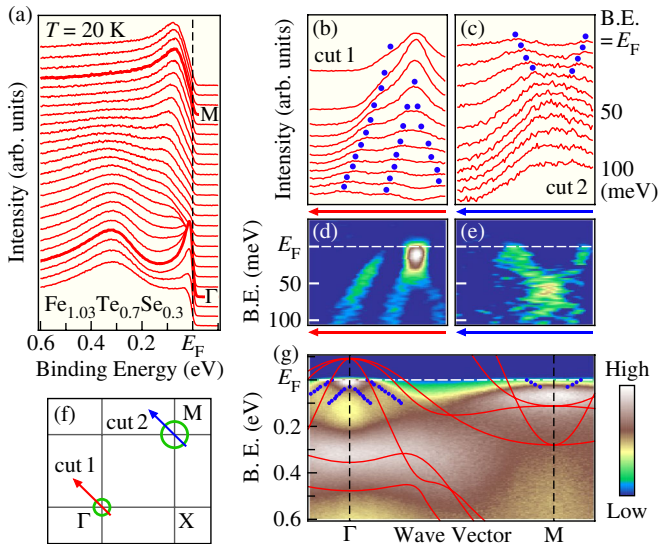 (a)
T = 20 K
Intensity (arb. units)
M
Γ
Fe1.03Te0.7Se0.3
0.6 0.4 0.2 EF
Binding Energy (eV)
(b)
cut 1
Intensity (arb. units)
(c)
cut 2
B.E.
= EF
50
100
(meV)
(d)
(e)
B.E. (meV)
EF
50
100
(f)
M
cut 2
cut 1
Γ
X
(g)
B. E. (eV)
EF
0.2
0.4
0.6
Γ Wave Vector M
High
Low